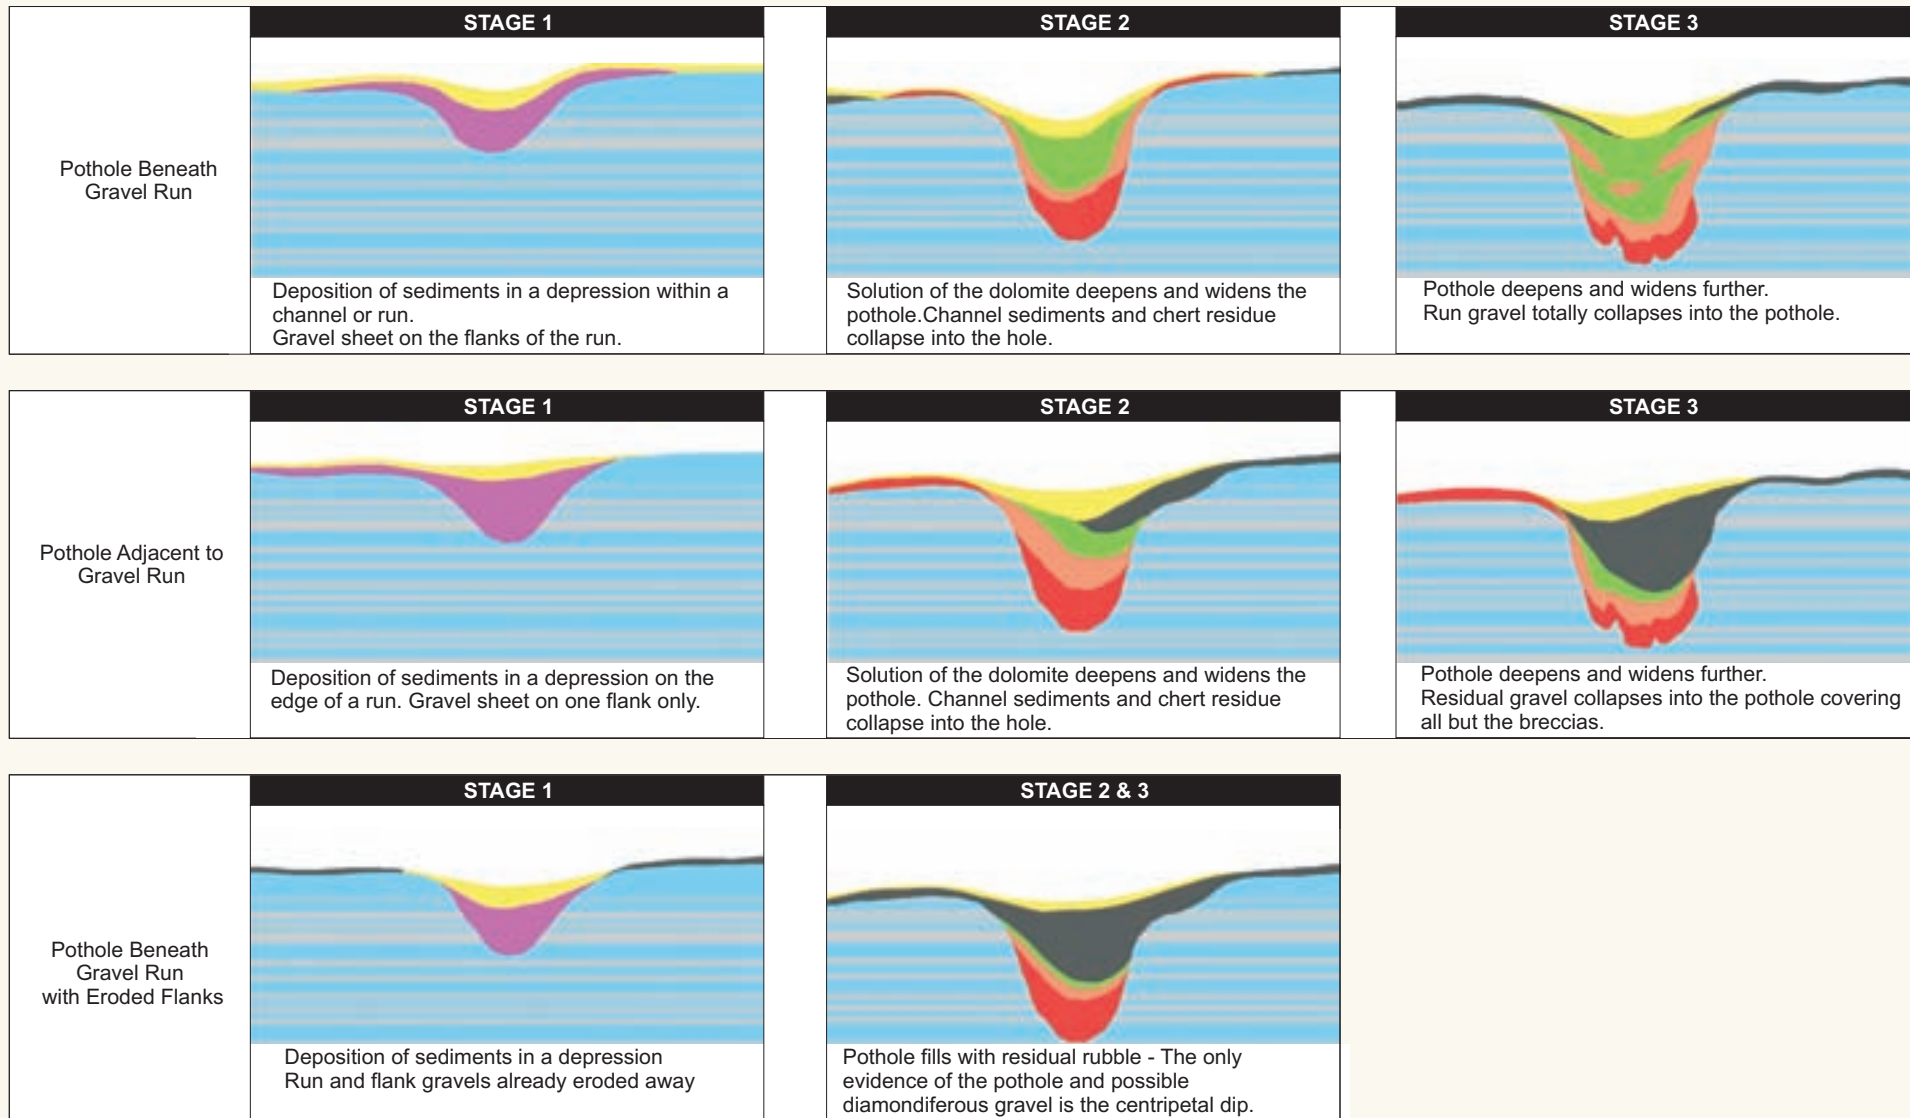 STAGE 1
STAGE 2
STAGE 3
Pothole Beneath
Gravel Run
Deposition of sediments in a depression within a
channel or run.
Gravel sheet on the flanks of the run.
Solution of the dolomite deepens and widens the
pothole.Channel sediments and chert residue
collapse into the hole.
Pothole deepens and widens further.
Run gravel totally collapses into the pothole.
STAGE 1
STAGE 2
STAGE 3
Pothole Adjacent to
Gravel Run
Deposition of sediments in a depression on the
edge of a run. Gravel sheet on one flank only.
Solution of the dolomite deepens and widens the
pothole. Channel sediments and chert residue
collapse into the hole.
Pothole deepens and widens further.
Residual gravel collapses into the pothole covering
all but the breccias.
STAGE 1
STAGE 2 & 3
Pothole Beneath
Gravel Run
with Eroded Flanks
Deposition of sediments in a depression
Run and flank gravels already eroded away
Pothole fills with residual rubble - The only
evidence of the pothole and possible
diamondiferous gravel is the centripetal dip.